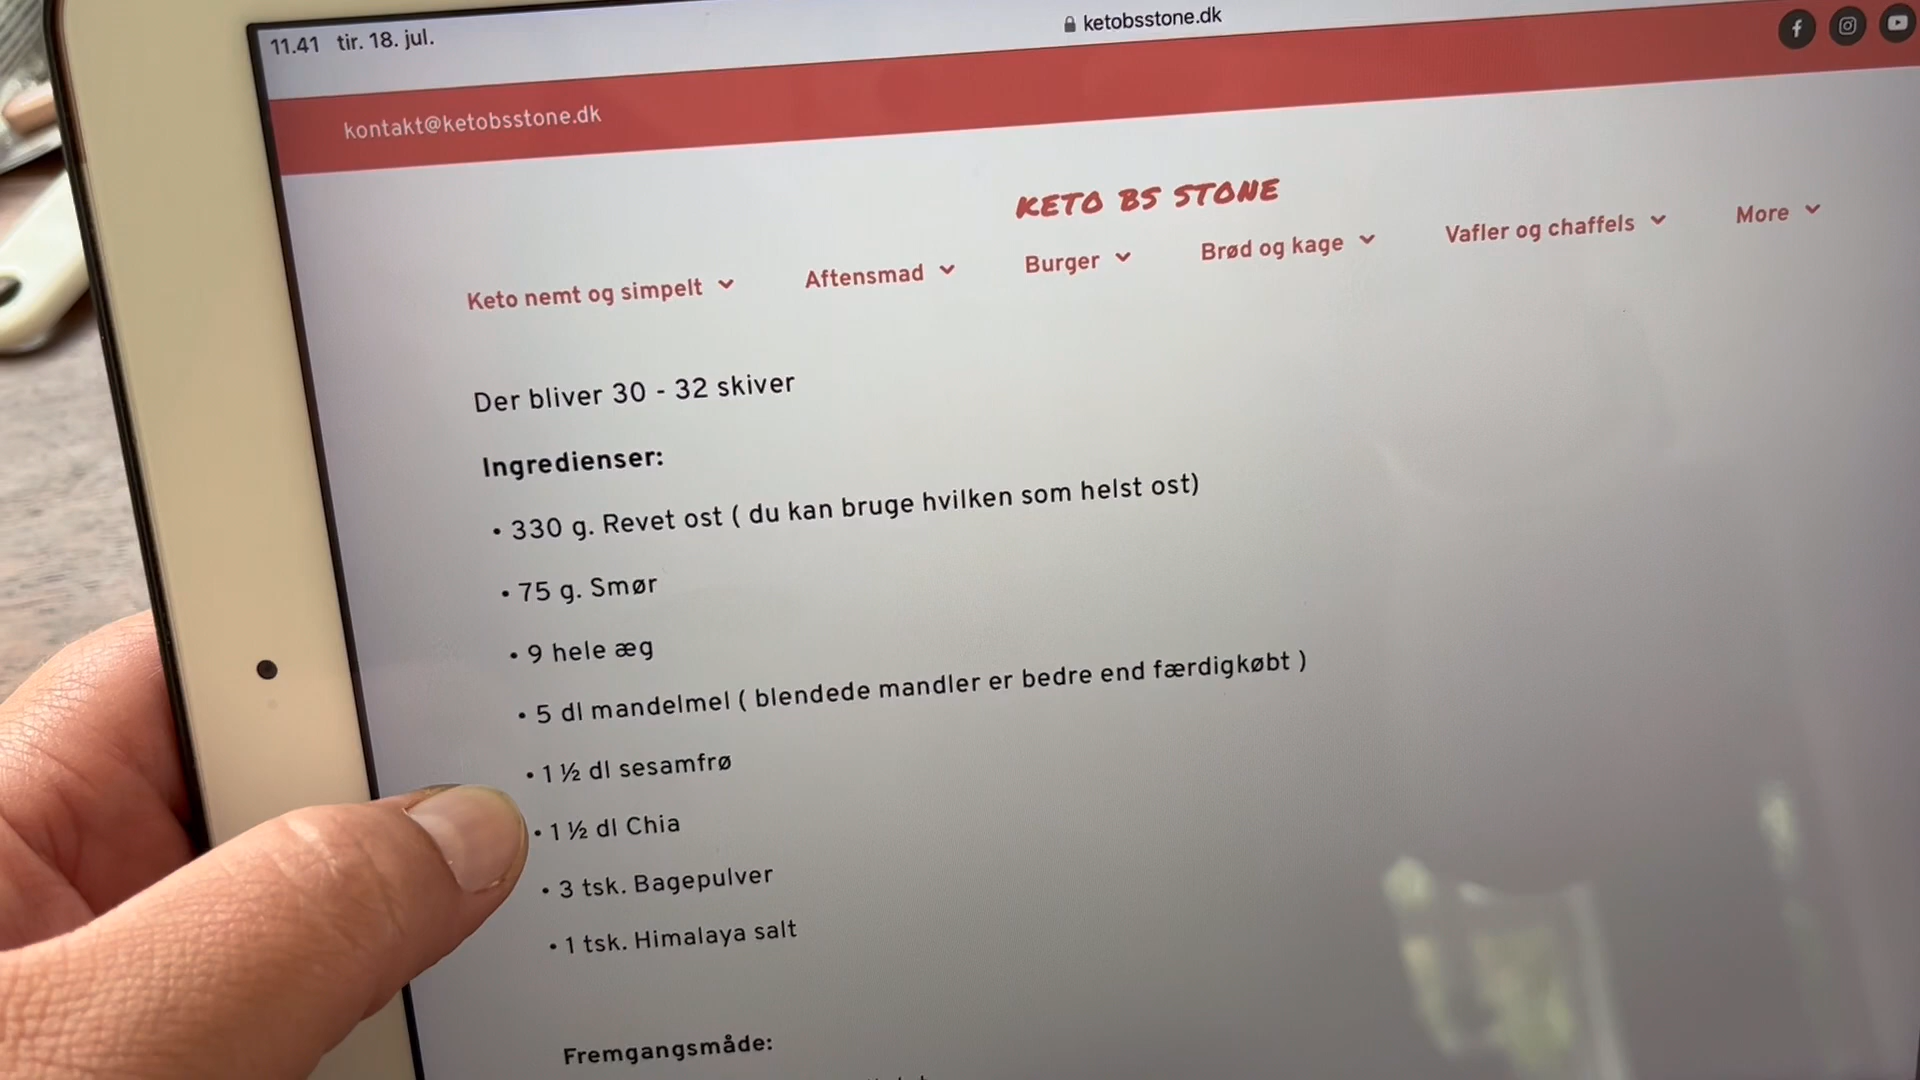 11.41 tir. 18. jul.
ketobsstone.dk
kontakt@ketobsstone.dk
KETO BS STONE
Keto nemt og simpelt
Aftensmad
Burger
Brød og kage
Vafler og chaffels
More
Der bliver 30 - 32 skiver
Ingredienser:
• 330 g. Revet ost ( du kan bruge hvilken som helst ost)
• 75 g. Smør
• 9 hele æg
• 5 dl mandelmel ( blendede mandler er bedre end færdigkøbt )
• 1 ½ dl sesamfrø
• 1 ½ dl Chia
• 3 tsk. Bagepulver
• 1 tsk. Himalaya salt
Fremgangsmåde: